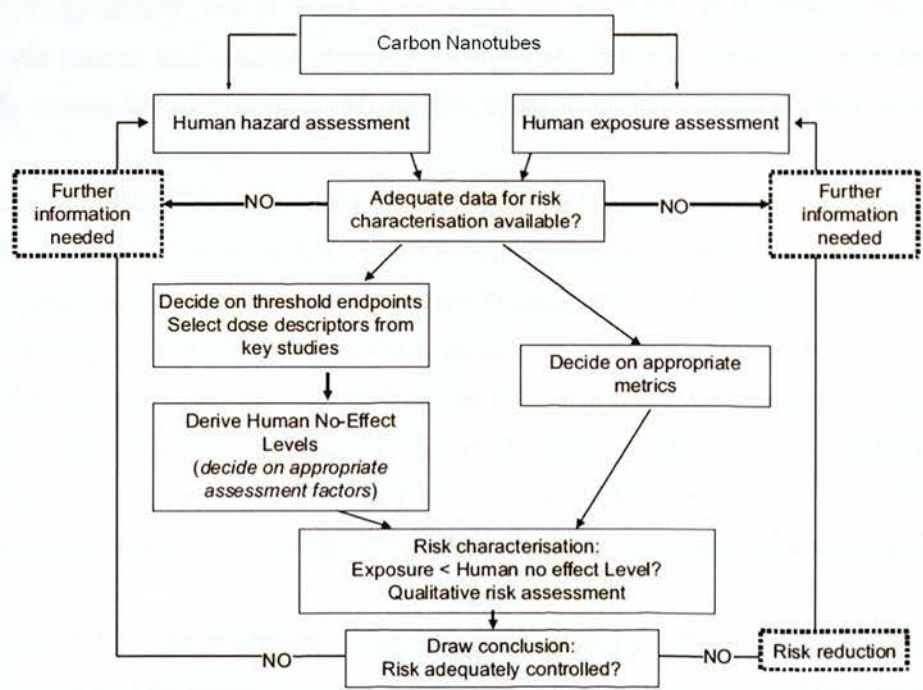 Carbon Nanotubes
Human hazard assessment
Human exposure assessment
Further
information
needed
NO
Adequate data for risk
characterisation available?
NO
Further
information
needed
Decide on threshold endpoints
Select dose descriptors from
key studies
Decide on appropriate
metrics
Derive Human No-Effect
Levels
(decide on appropriate
assessment factors)
Risk characterisation:
Exposure < Human no effect Level?
Qualitative risk assessment
NO
Draw conclusion:
Risk adequately controlled?
NO
Risk reduction